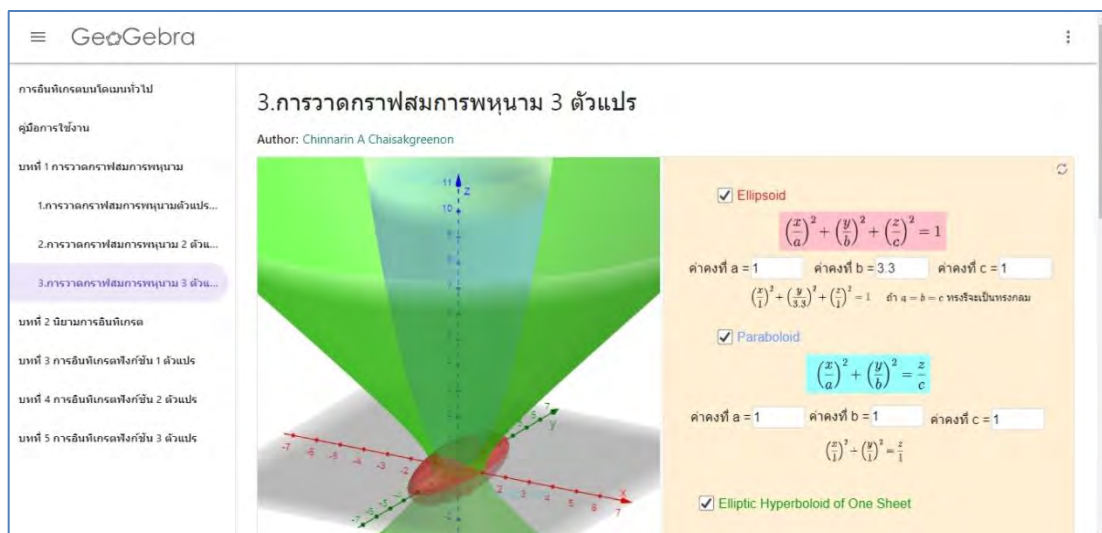 GeoGebra
การอินทิเกรตบนโดเมนทั่วไป
คู่มือการใช้งาน
บทที่ 1 การวาดกราฟสมการพหุนาม
1.การวาดกราฟสมการพหุนามตัวแปร...
2.การวาดกราฟสมการพหุนาม 2 ตัวแ...
3.การวาดกราฟสมการพหุนาม 3 ตัวแ...
บทที่ 2 นิยามการอินทิเกรต
บทที่ 3 การอินทิเกรตฟังก์ชัน 1 ตัวแปร
บทที่ 4 การอินทิเกรตฟังก์ชัน 2 ตัวแปร
บทที่ 5 การอินทิเกรตฟังก์ชัน 3 ตัวแปร
3.การวาดกราฟสมการพหุนาม 3 ตัวแปร
Author: Chinnarin A Chaisakgreenon
11 z
10
x
y
Ellipsoid
(x/a)² + (y/b)² + (z/c)² = 1
ค่าคงที่ a = 1 ค่าคงที่ b = 3.3 ค่าคงที่ c = 1
(x/1)² + (y/3.3)² + (z/1)² = 1 ถ้า a = b = c ทรงรีจะเป็นทรงกลม
Paraboloid
(x/a)² + (y/b)² = z/c
ค่าคงที่ a = 1 ค่าคงที่ b = 1 ค่าคงที่ c = 1
(x/1)² + (y/1)² = z/1
Elliptic Hyperboloid of One Sheet